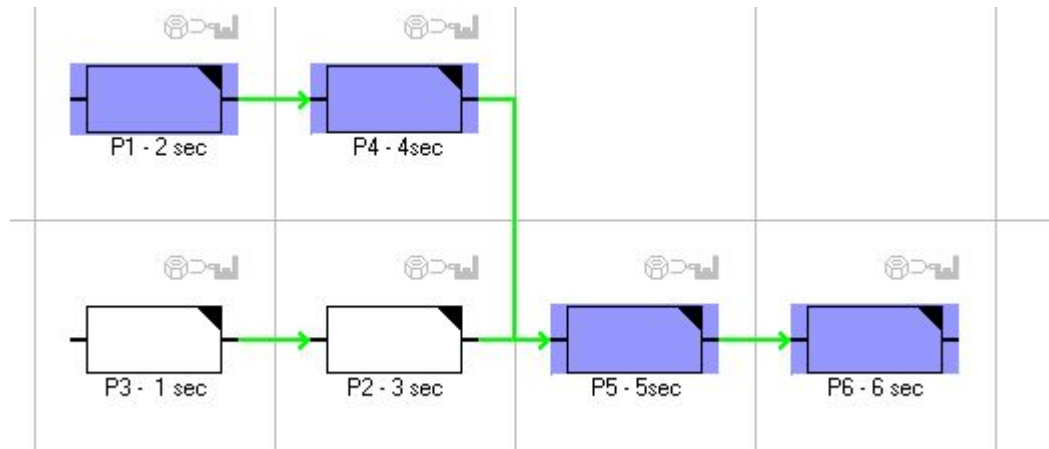 P1 - 2 sec
P4 - 4sec
P3 - 1 sec
P2 - 3 sec
P5 - 5sec
P6 - 6 sec